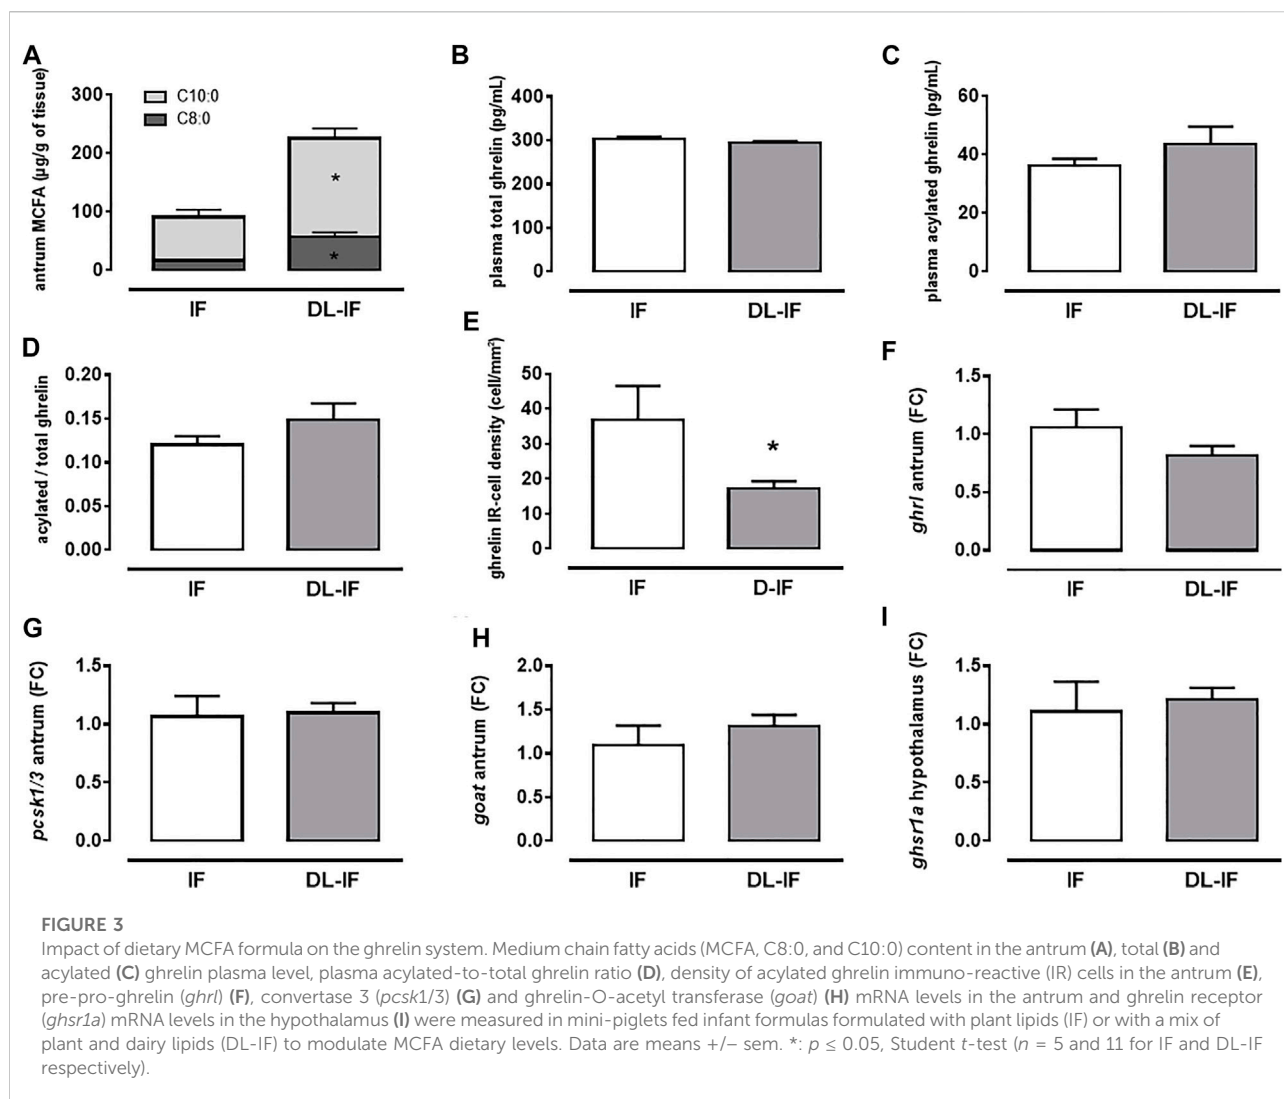 A
antrum MCFA (µg/g of tissue)
300
200
100
0
C10:0
C8:0
*
*
IF
DL-IF
B
plasma total ghrelin (pg/mL)
400
300
200
100
0
IF
DL-IF
C
plasma acylated ghrelin (pg/mL)
60
40
20
0
IF
DL-IF
D
acylated / total ghrelin
0.20
0.15
0.10
0.05
0.00
IF
DL-IF
E
ghrelin IR-cell density (cell/mm²)
50
40
30
20
10
0
*
IF
D-IF
F
ghrl antrum (FC)
1.5
1.0
0.5
0.0
IF
DL-IF
G
pcsk1/3 antrum (FC)
1.5
1.0
0.5
0.0
IF
DL-IF
H
goat antrum (FC)
2.0
1.5
1.0
0.5
0.0
IF
DL-IF
I
ghsr1a hypothalamus (FC)
1.5
1.0
0.5
0.0
IF
DL-IF
FIGURE 3
Impact of dietary MCFA formula on the ghrelin system. Medium chain fatty acids (MCFA, C8:0, and C10:0) content in the antrum (A), total (B) and
acylated (C) ghrelin plasma level, plasma acylated-to-total ghrelin ratio (D), density of acylated ghrelin immuno-reactive (IR) cells in the antrum (E),
pre-pro-ghrelin (ghrl) (F), convertase 3 (pcsk1/3) (G) and ghrelin-O-acetyl transferase (goat) (H) mRNA levels in the antrum and ghrelin receptor
(ghsr1a) mRNA levels in the hypothalamus (I) were measured in mini-piglets fed infant formulas formulated with plant lipids (IF) or with a mix of
plant and dairy lipids (DL-IF) to modulate MCFA dietary levels. Data are means +/− sem. *: p ≤ 0.05, Student t-test (n = 5 and 11 for IF and DL-IF
respectively).